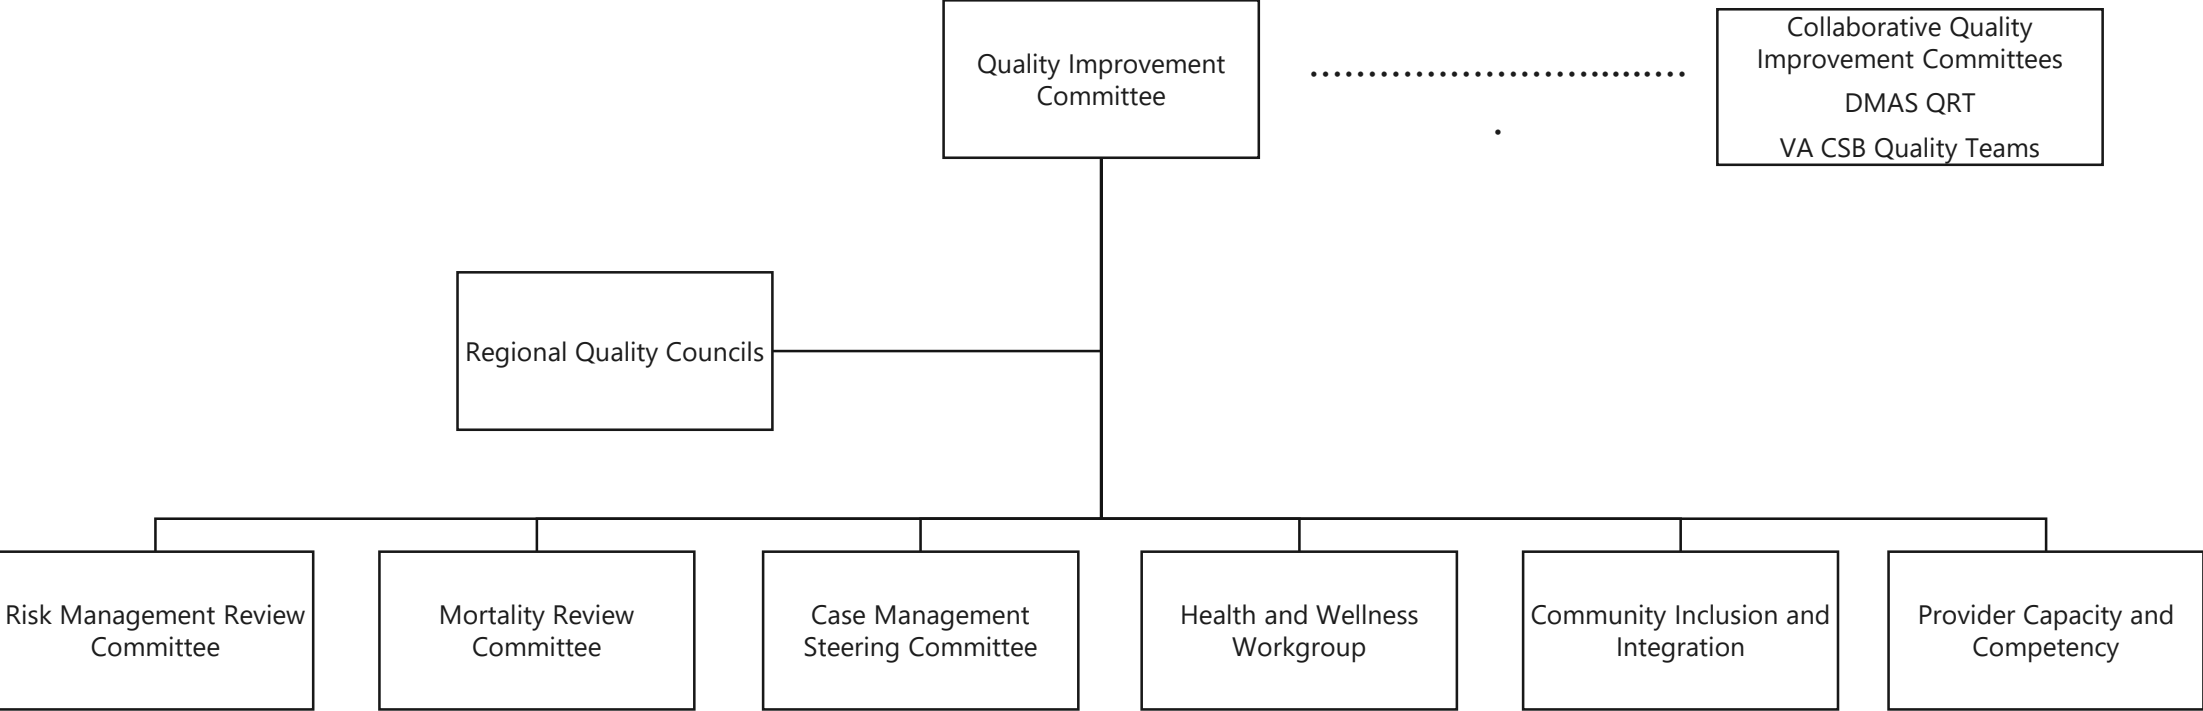 Quality Improvement
Committee
Collaborative Quality
Improvement Committees
DMAS QRT
VA CSB Quality Teams
Regional Quality Councils
Risk Management Review
Committee
Mortality Review
Committee
Case Management
Steering Committee
Health and Wellness
Workgroup
Community Inclusion and
Integration
Provider Capacity and
Competency